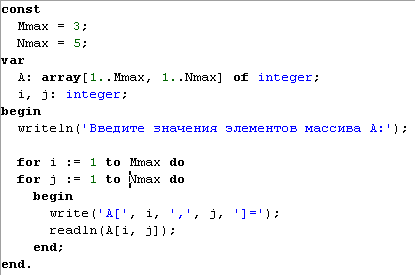 const
Mmax = 3;
Nmax = 5;
var
A: array[1..Mmax, 1..Nmax] of integer;
i, j: integer;
begin
writeln('Введите значения элементов массива A:');
for i := 1 to Mmax do
for j := 1 to Nmax do
begin
write('A[', i, ',', j, ']=');
readln(A[i, j]);
end;
end.